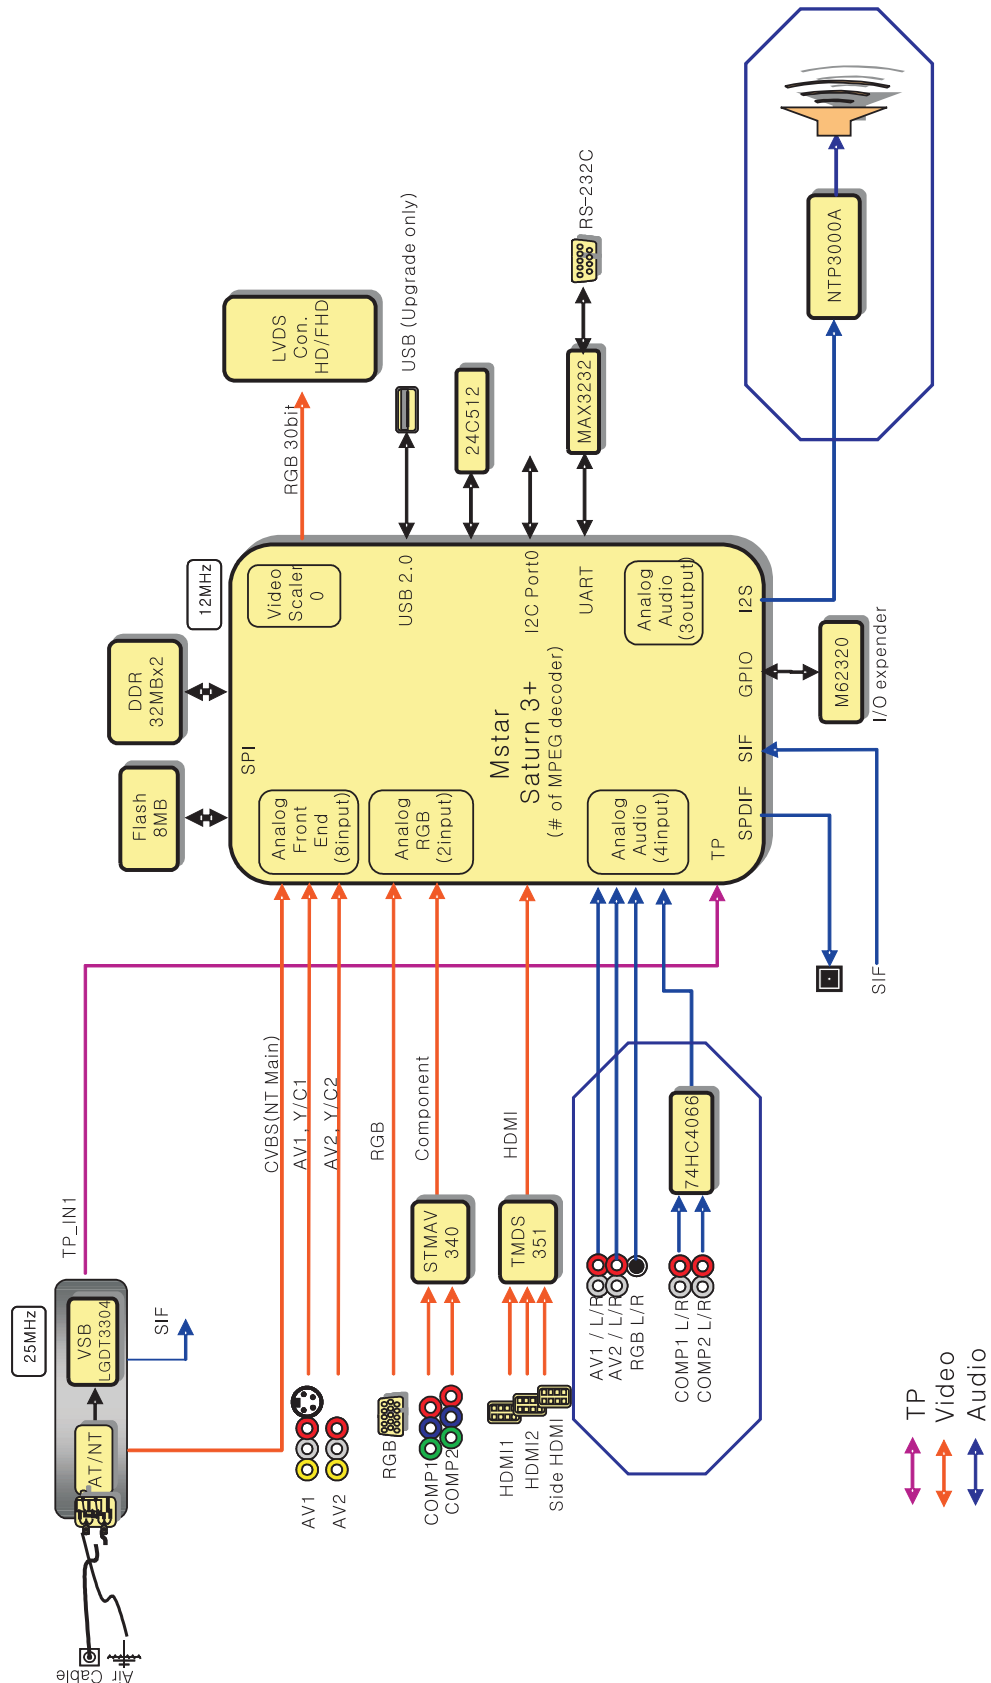 Air
Cable
25MHz
AT/NT
VSB
LGDT3304
SIF
TP_IN1
CVBS(NT Main)
AV1, Y/C1
AV2, Y/C2
RGB
Component
HDMI
AV1
AV2
RGB
COMP1
COMP2
HDMI1
HDMI2
Side HDMI
STMAV
340
TMDS
351
AV1 / L/R
AV2 / L/R
RGB L/R
COMP1 L/R
COMP2 L/R
74HC4066
Flash
8MB
DDR
32MBx2
12MHz
SPI
Analog
Front
End
(8input)
Analog
RGB
(2input)
Analog
Audio
(4input)
TP
Mstar
Saturn 3+
(# of MPEG decoder)
Video
Scaler
0
USB 2.0
I2C Port0
UART
Analog
Audio
(3output)
SPDIF
SIF
GPIO
I2S
SIF
M62320
I/O expender
RGB 30bit
LVDS
Con.
HD/FHD
USB (Upgrade only)
24C512
MAX3232
RS-232C
NTP3000A
TP
Video
Audio